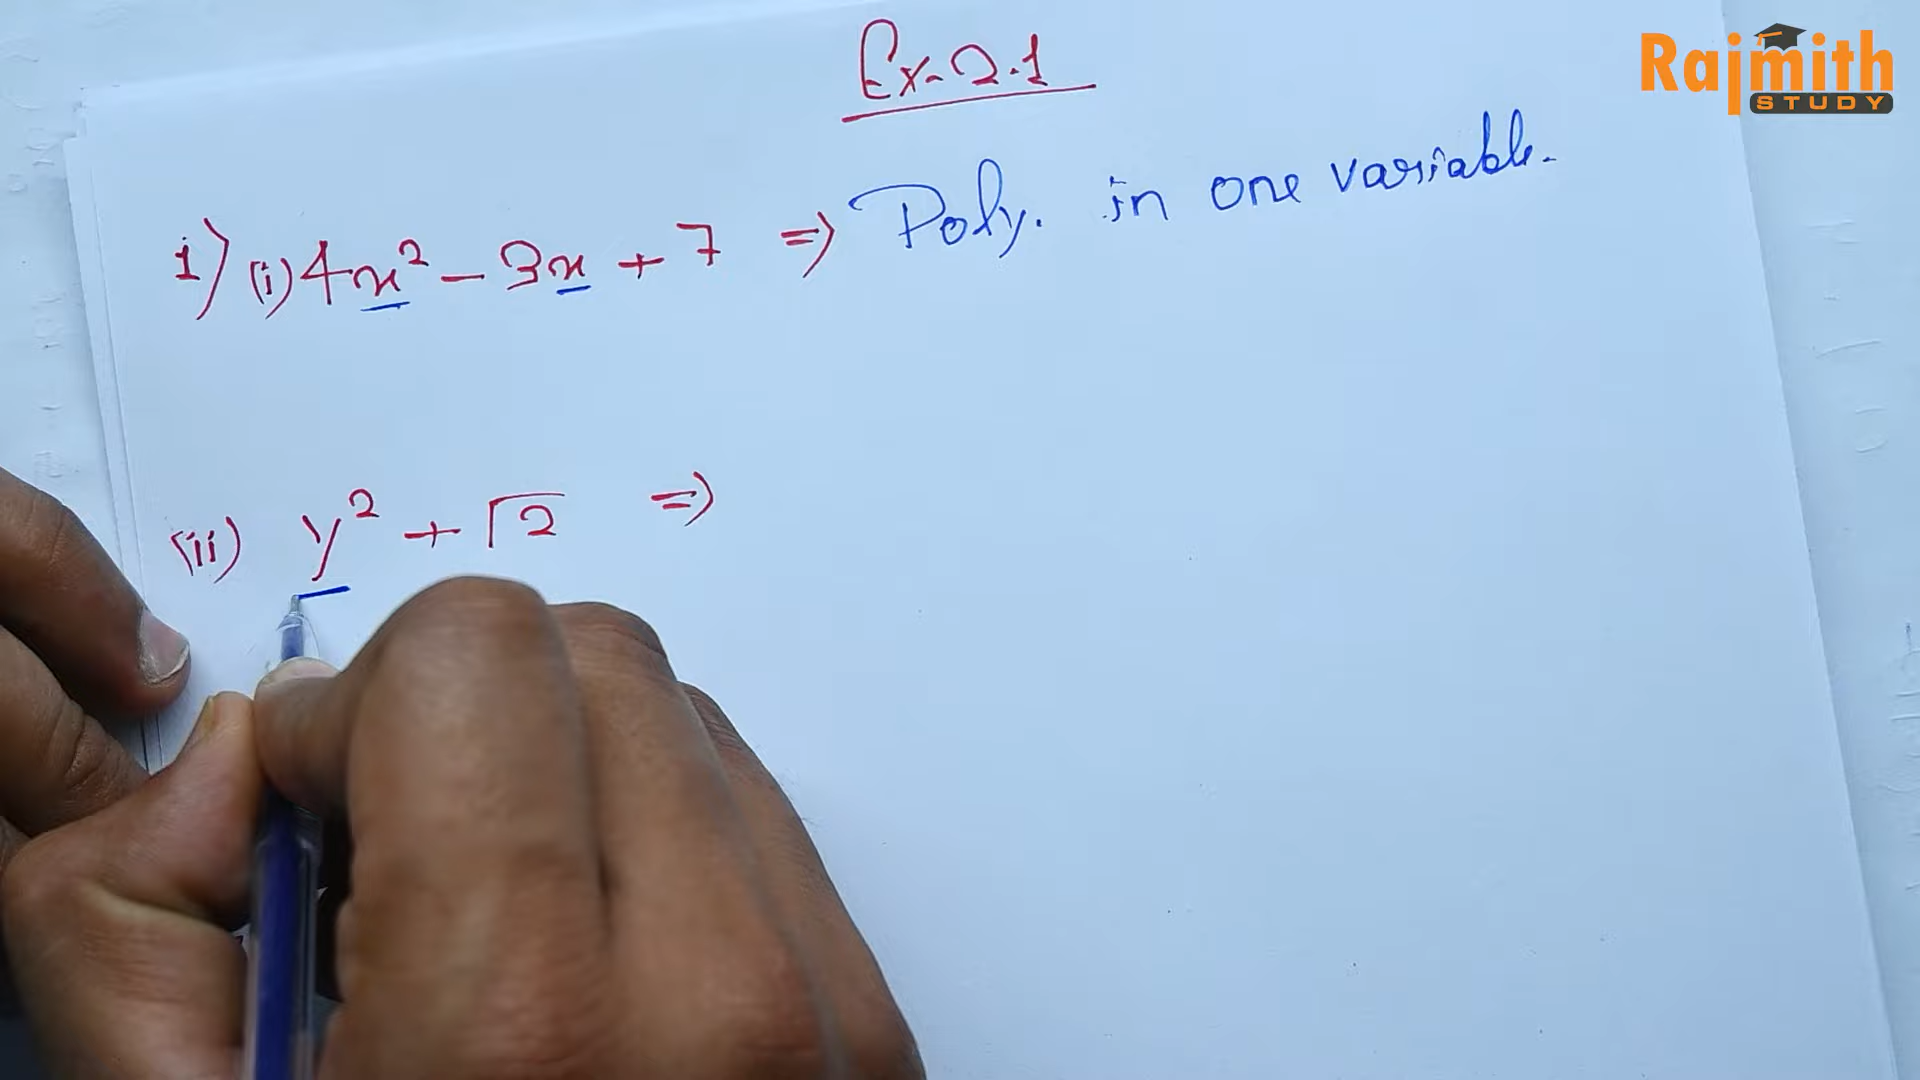 Rajmith
STUDY
Ex-2.1
1) (i) 4x² - 3x + 7 => Poly. in one variable.
(ii) y² + √2 =>